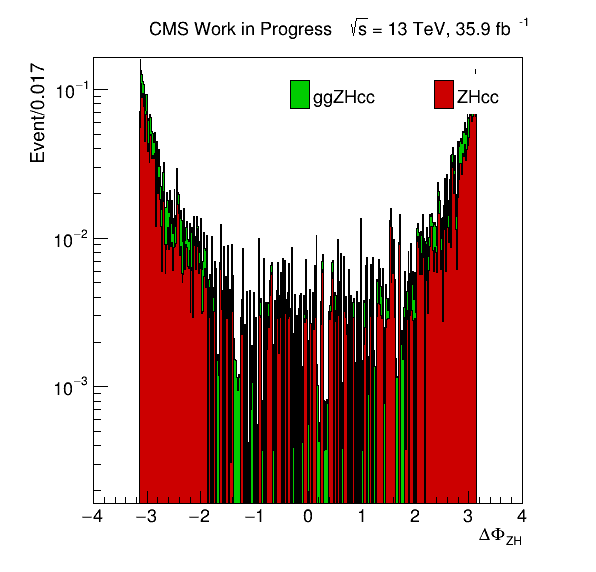 CMS Work in Progress √s = 13 TeV, 35.9 fb⁻¹
Event/0.017
ggZHcc ZHcc
10⁻¹
10⁻²
10⁻³
−4 −3 −2 −1 0 1 2 3 4
ΔΦ_ZH